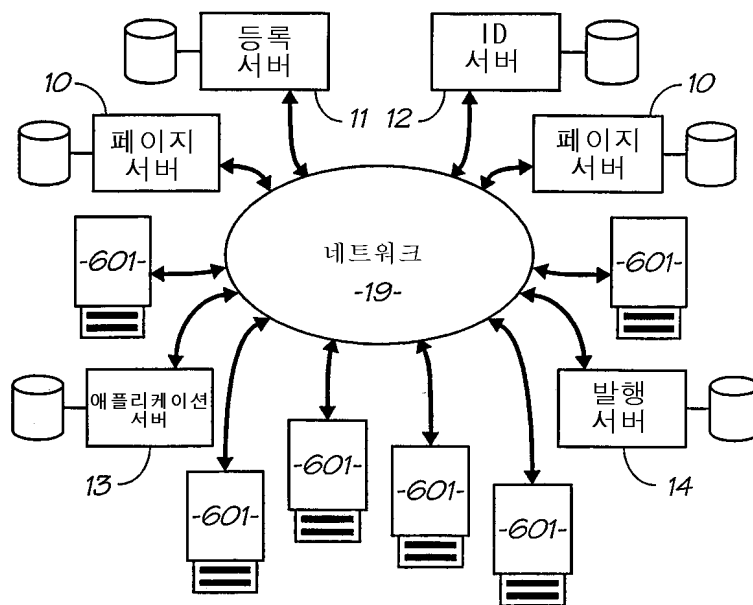 등록
서버
ID
서버
10
11
12
10
페이지
서버
페이지
서버
-601-
네트워크
-19-
-601-
애플리케이션
서버
발행
서버
13
-601-
-601-
-601-
-601-
14